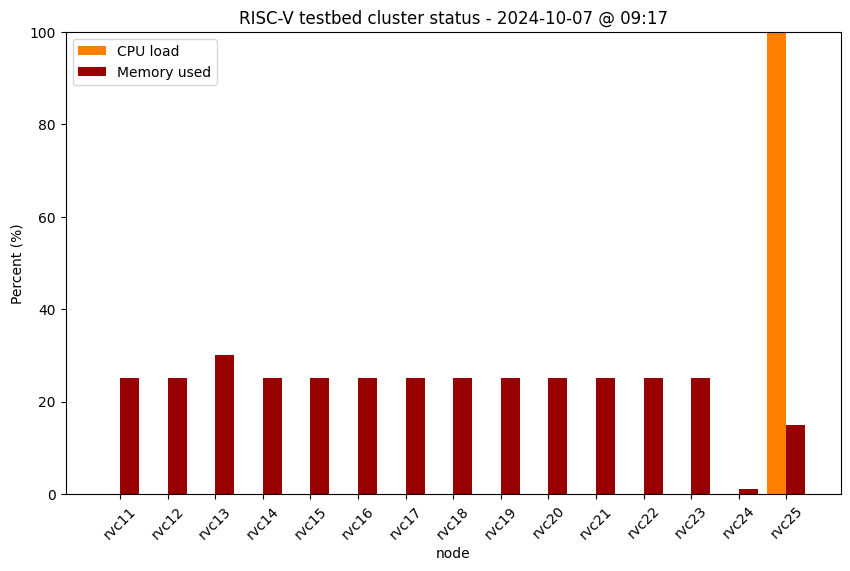 RISC-V testbed cluster status - 2024-10-07 @ 09:17
CPU load
Memory used
Percent (%)
100
80
60
40
20
0
rvc11
rvc12
rvc13
rvc14
rvc15
rvc16
rvc17
rvc18
rvc19
rvc20
rvc21
rvc22
rvc23
rvc24
rvc25
node